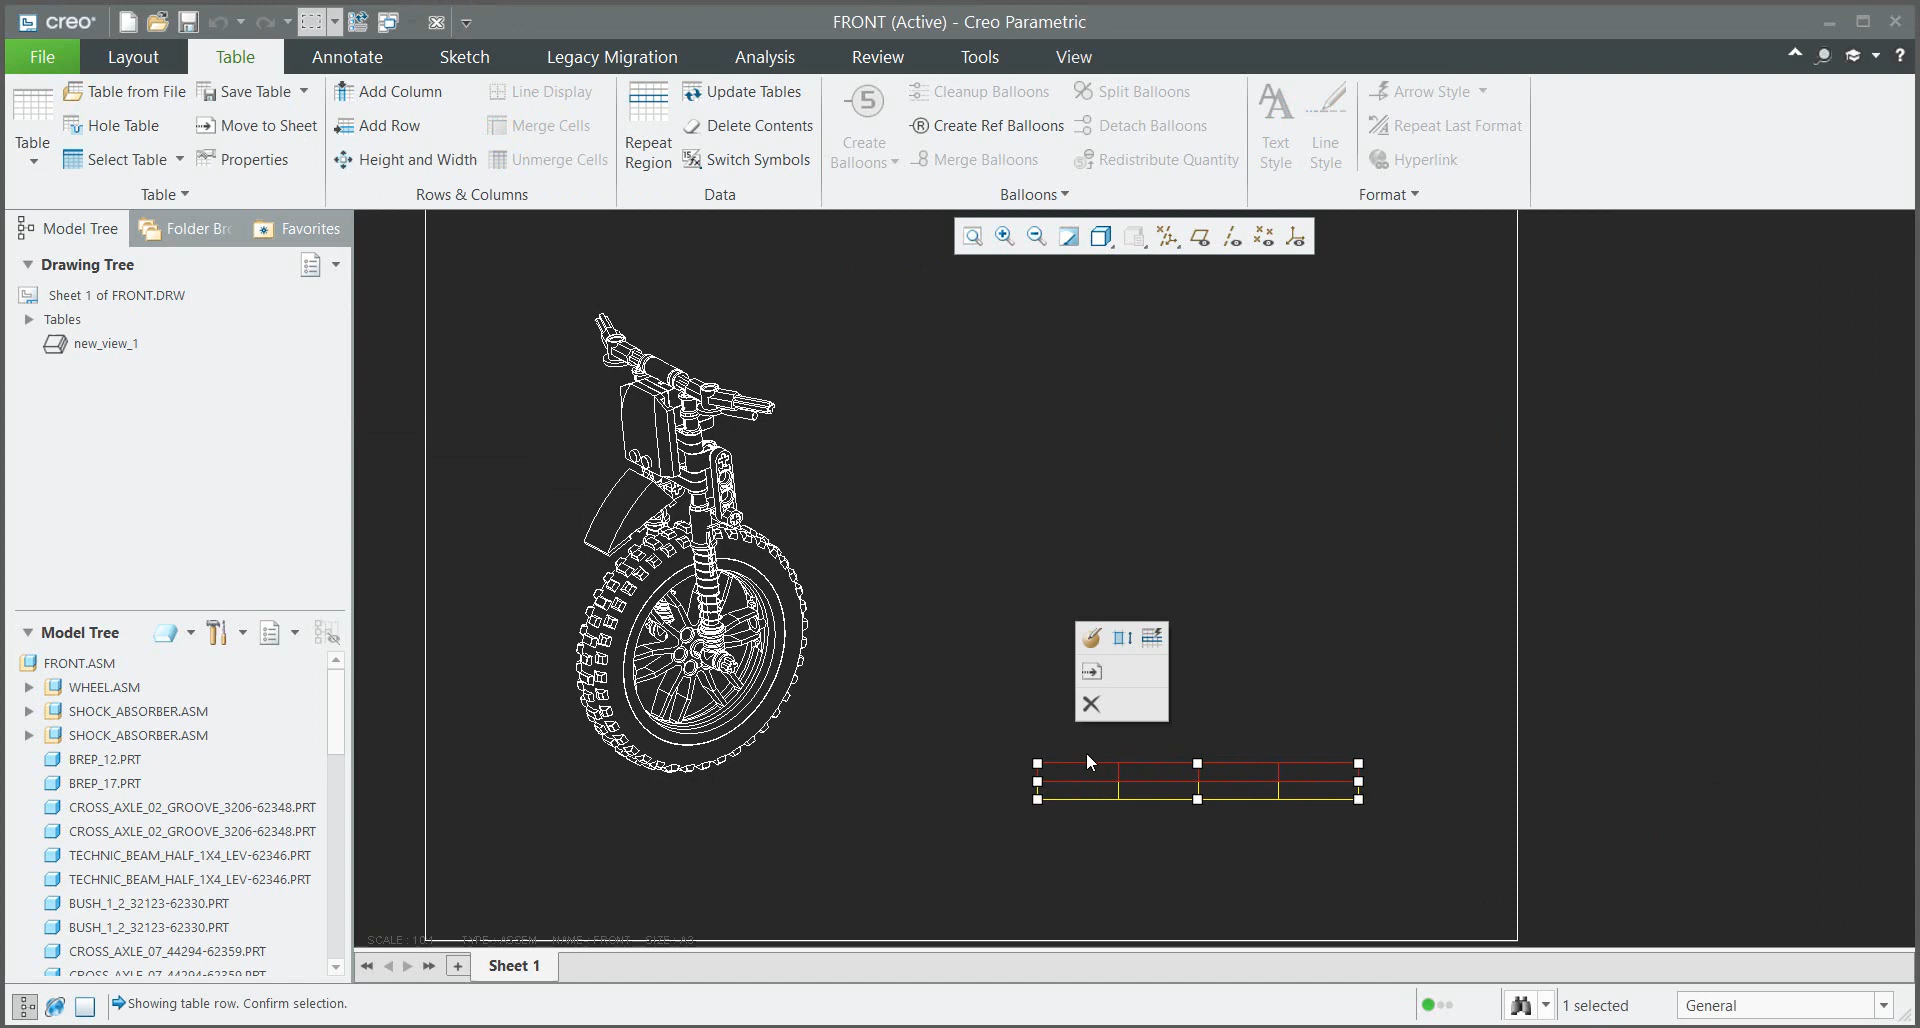 creo®
FRONT (Active) - Creo Parametric
File Layout Table Annotate Sketch Legacy Migration Analysis Review Tools View
Table
Table from File
Hole Table
Select Table
Save Table
Move to Sheet
Properties
Table
Add Column
Add Row
Height and Width
Line Display
Merge Cells
Unmerge Cells
Rows & Columns
Repeat Region
Update Tables
Delete Contents
Switch Symbols
Data
5
Create Balloons
Cleanup Balloons
Create Ref Balloons
Merge Balloons
Split Balloons
Detach Balloons
Redistribute Quantity
Balloons
Text Style
Line Style
Arrow Style
Repeat Last Format
Hyperlink
Format
Model Tree Folder Br Favorites
Drawing Tree
Sheet 1 of FRONT.DRW
Tables
new_view_1
Model Tree
FRONT.ASM
WHEEL.ASM
SHOCK_ABSORBER.ASM
SHOCK_ABSORBER.ASM
BREP_12.PRT
BREP_17.PRT
CROSS_AXLE_02_GROOVE_3206-62348.PRT
CROSS_AXLE_02_GROOVE_3206-62348.PRT
TECHNIC_BEAM_HALF_1X4_LEV-62346.PRT
TECHNIC_BEAM_HALF_1X4_LEV-62346.PRT
BUSH_1_2_32123-62330.PRT
BUSH_1_2_32123-62330.PRT
CROSS_AXLE_07_44294-62359.PRT
CROSS_AXLE_07_44294-62359.PRT
Sheet 1
Showing table row. Confirm selection.
1 selected
General